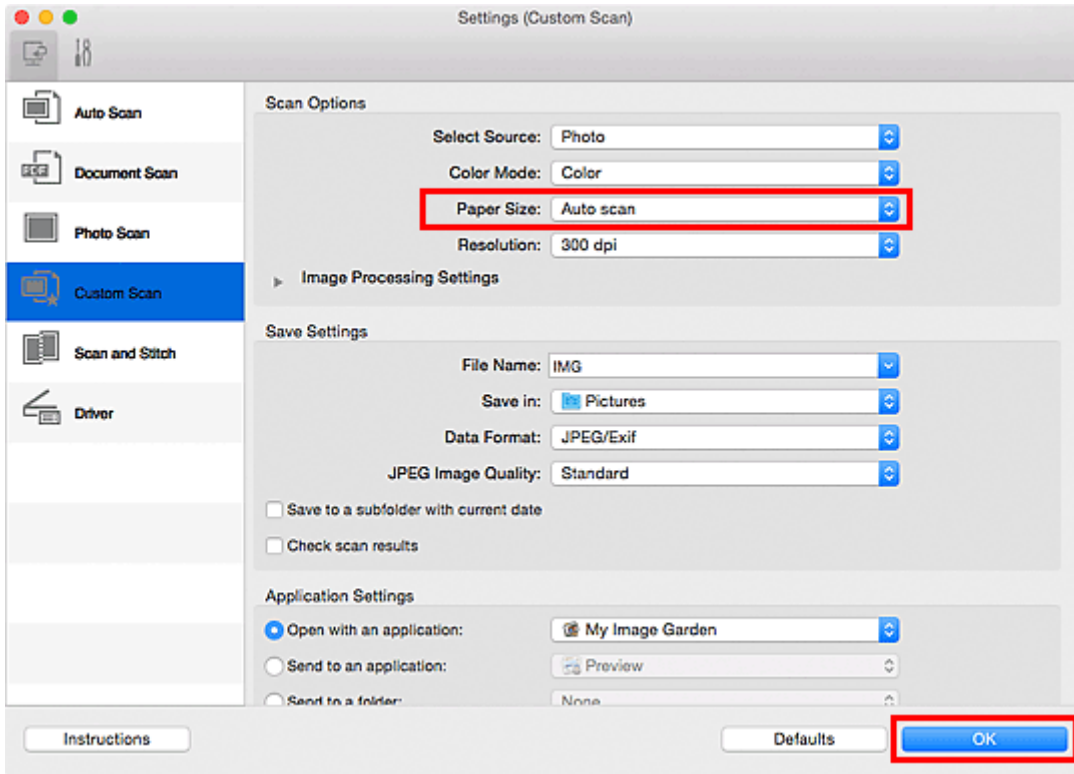 Settings (Custom Scan)
Auto Scan
Document Scan
Photo Scan
Custom Scan
Scan and Stitch
Driver
Scan Options
Select Source: Photo
Color Mode: Color
Paper Size: Auto scan
Resolution: 300 dpi
Image Processing Settings
Save Settings
File Name: IMG
Save in: Pictures
Data Format: JPEG/Exif
JPEG Image Quality: Standard
Save to a subfolder with current date
Check scan results
Application Settings
Open with an application: My Image Garden
Send to an application: Preview
Send to a folder: None
Instructions
Defaults
OK